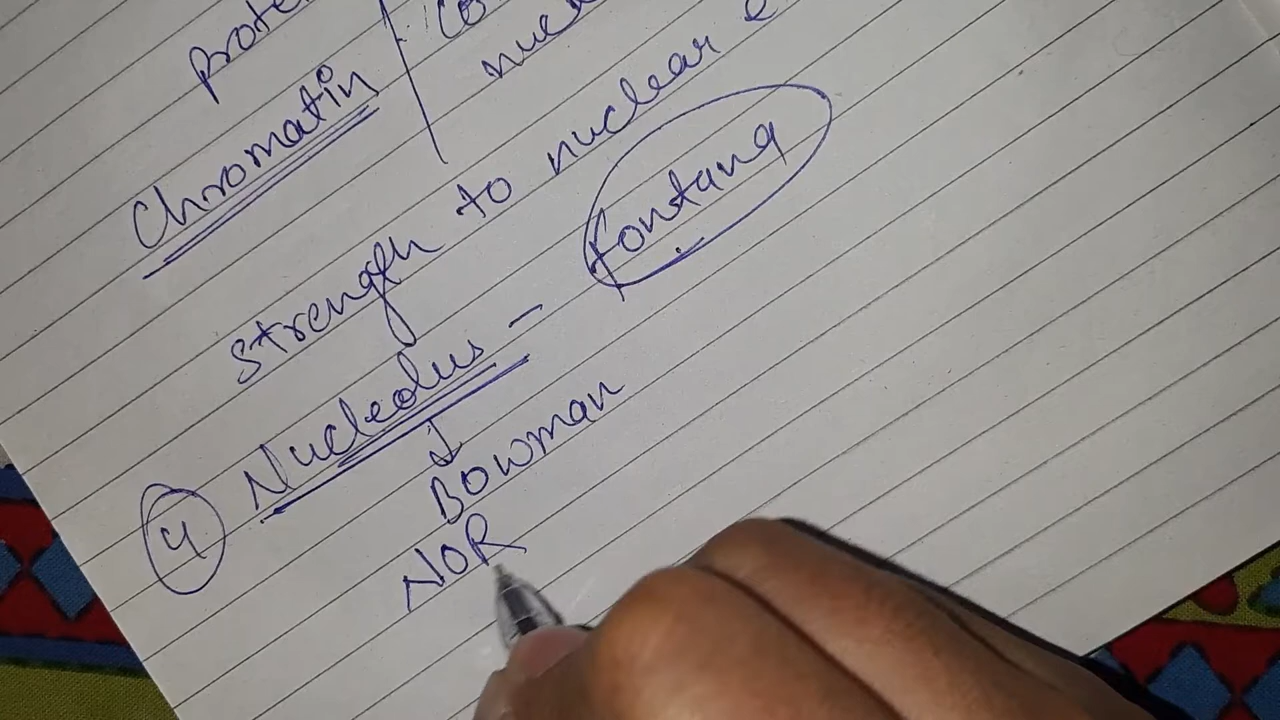 Chromatin
strength to nuclear
④ Nucleolus - Fontana
↓
Bowman
NOR